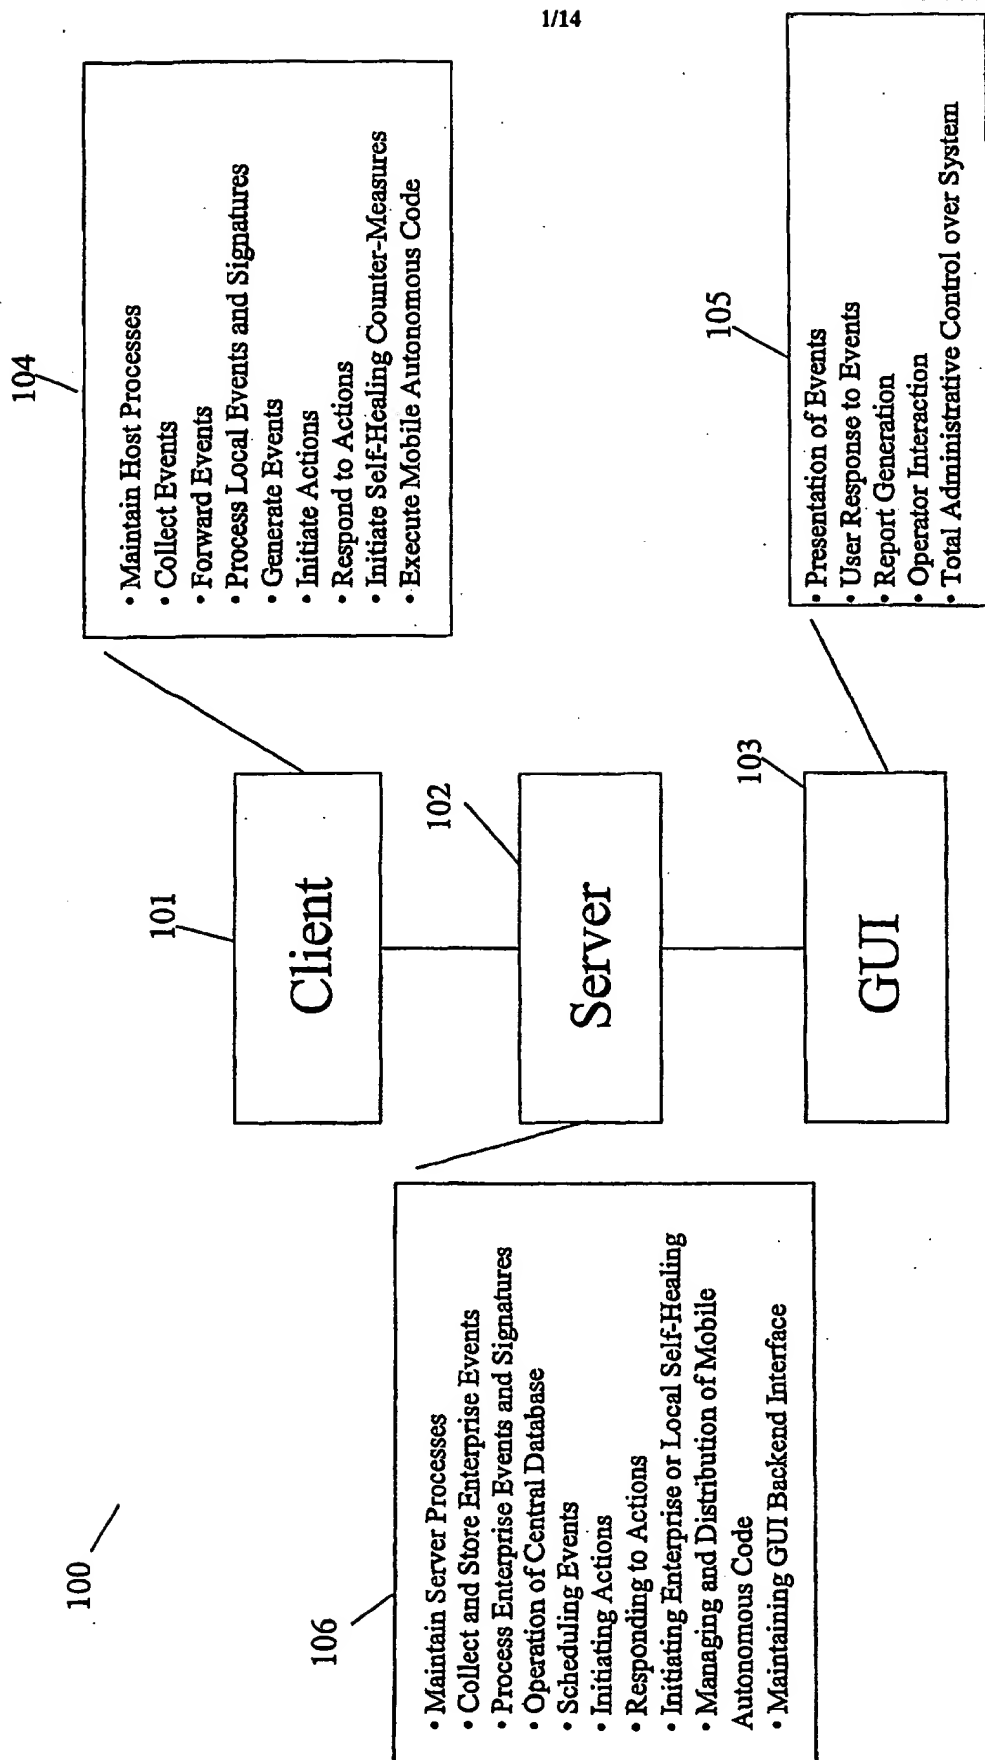 1/14
100
101
Client
102
Server
103
GUI
104
• Maintain Host Processes
• Collect Events
• Forward Events
• Process Local Events and Signatures
• Generate Events
• Initiate Actions
• Respond to Actions
• Initiate Self-Healing Counter-Measures
• Execute Mobile Autonomous Code
105
• Presentation of Events
• User Response to Events
• Report Generation
• Operator Interaction
• Total Administrative Control over System
106
• Maintain Server Processes
• Collect and Store Enterprise Events
• Process Enterprise Events and Signatures
• Operation of Central Database
• Scheduling Events
• Initiating Actions
• Responding to Actions
• Initiating Enterprise or Local Self-Healing
• Managing and Distribution of Mobile
Autonomous Code
• Maintaining GUI Backend Interface